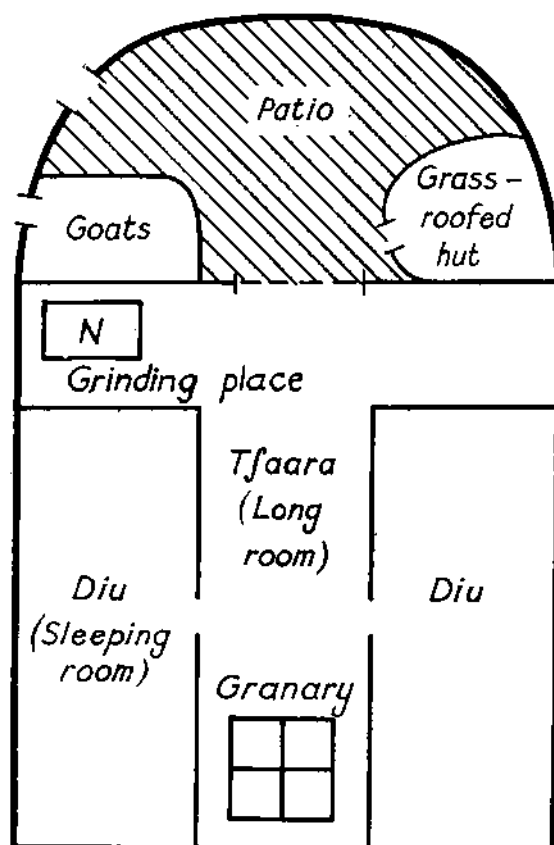 Patio
Grass-
roofed
hut
Goats
N
Grinding place
Tʃaara
(Long
room)
Diu
(Sleeping
room)
Diu
Granary